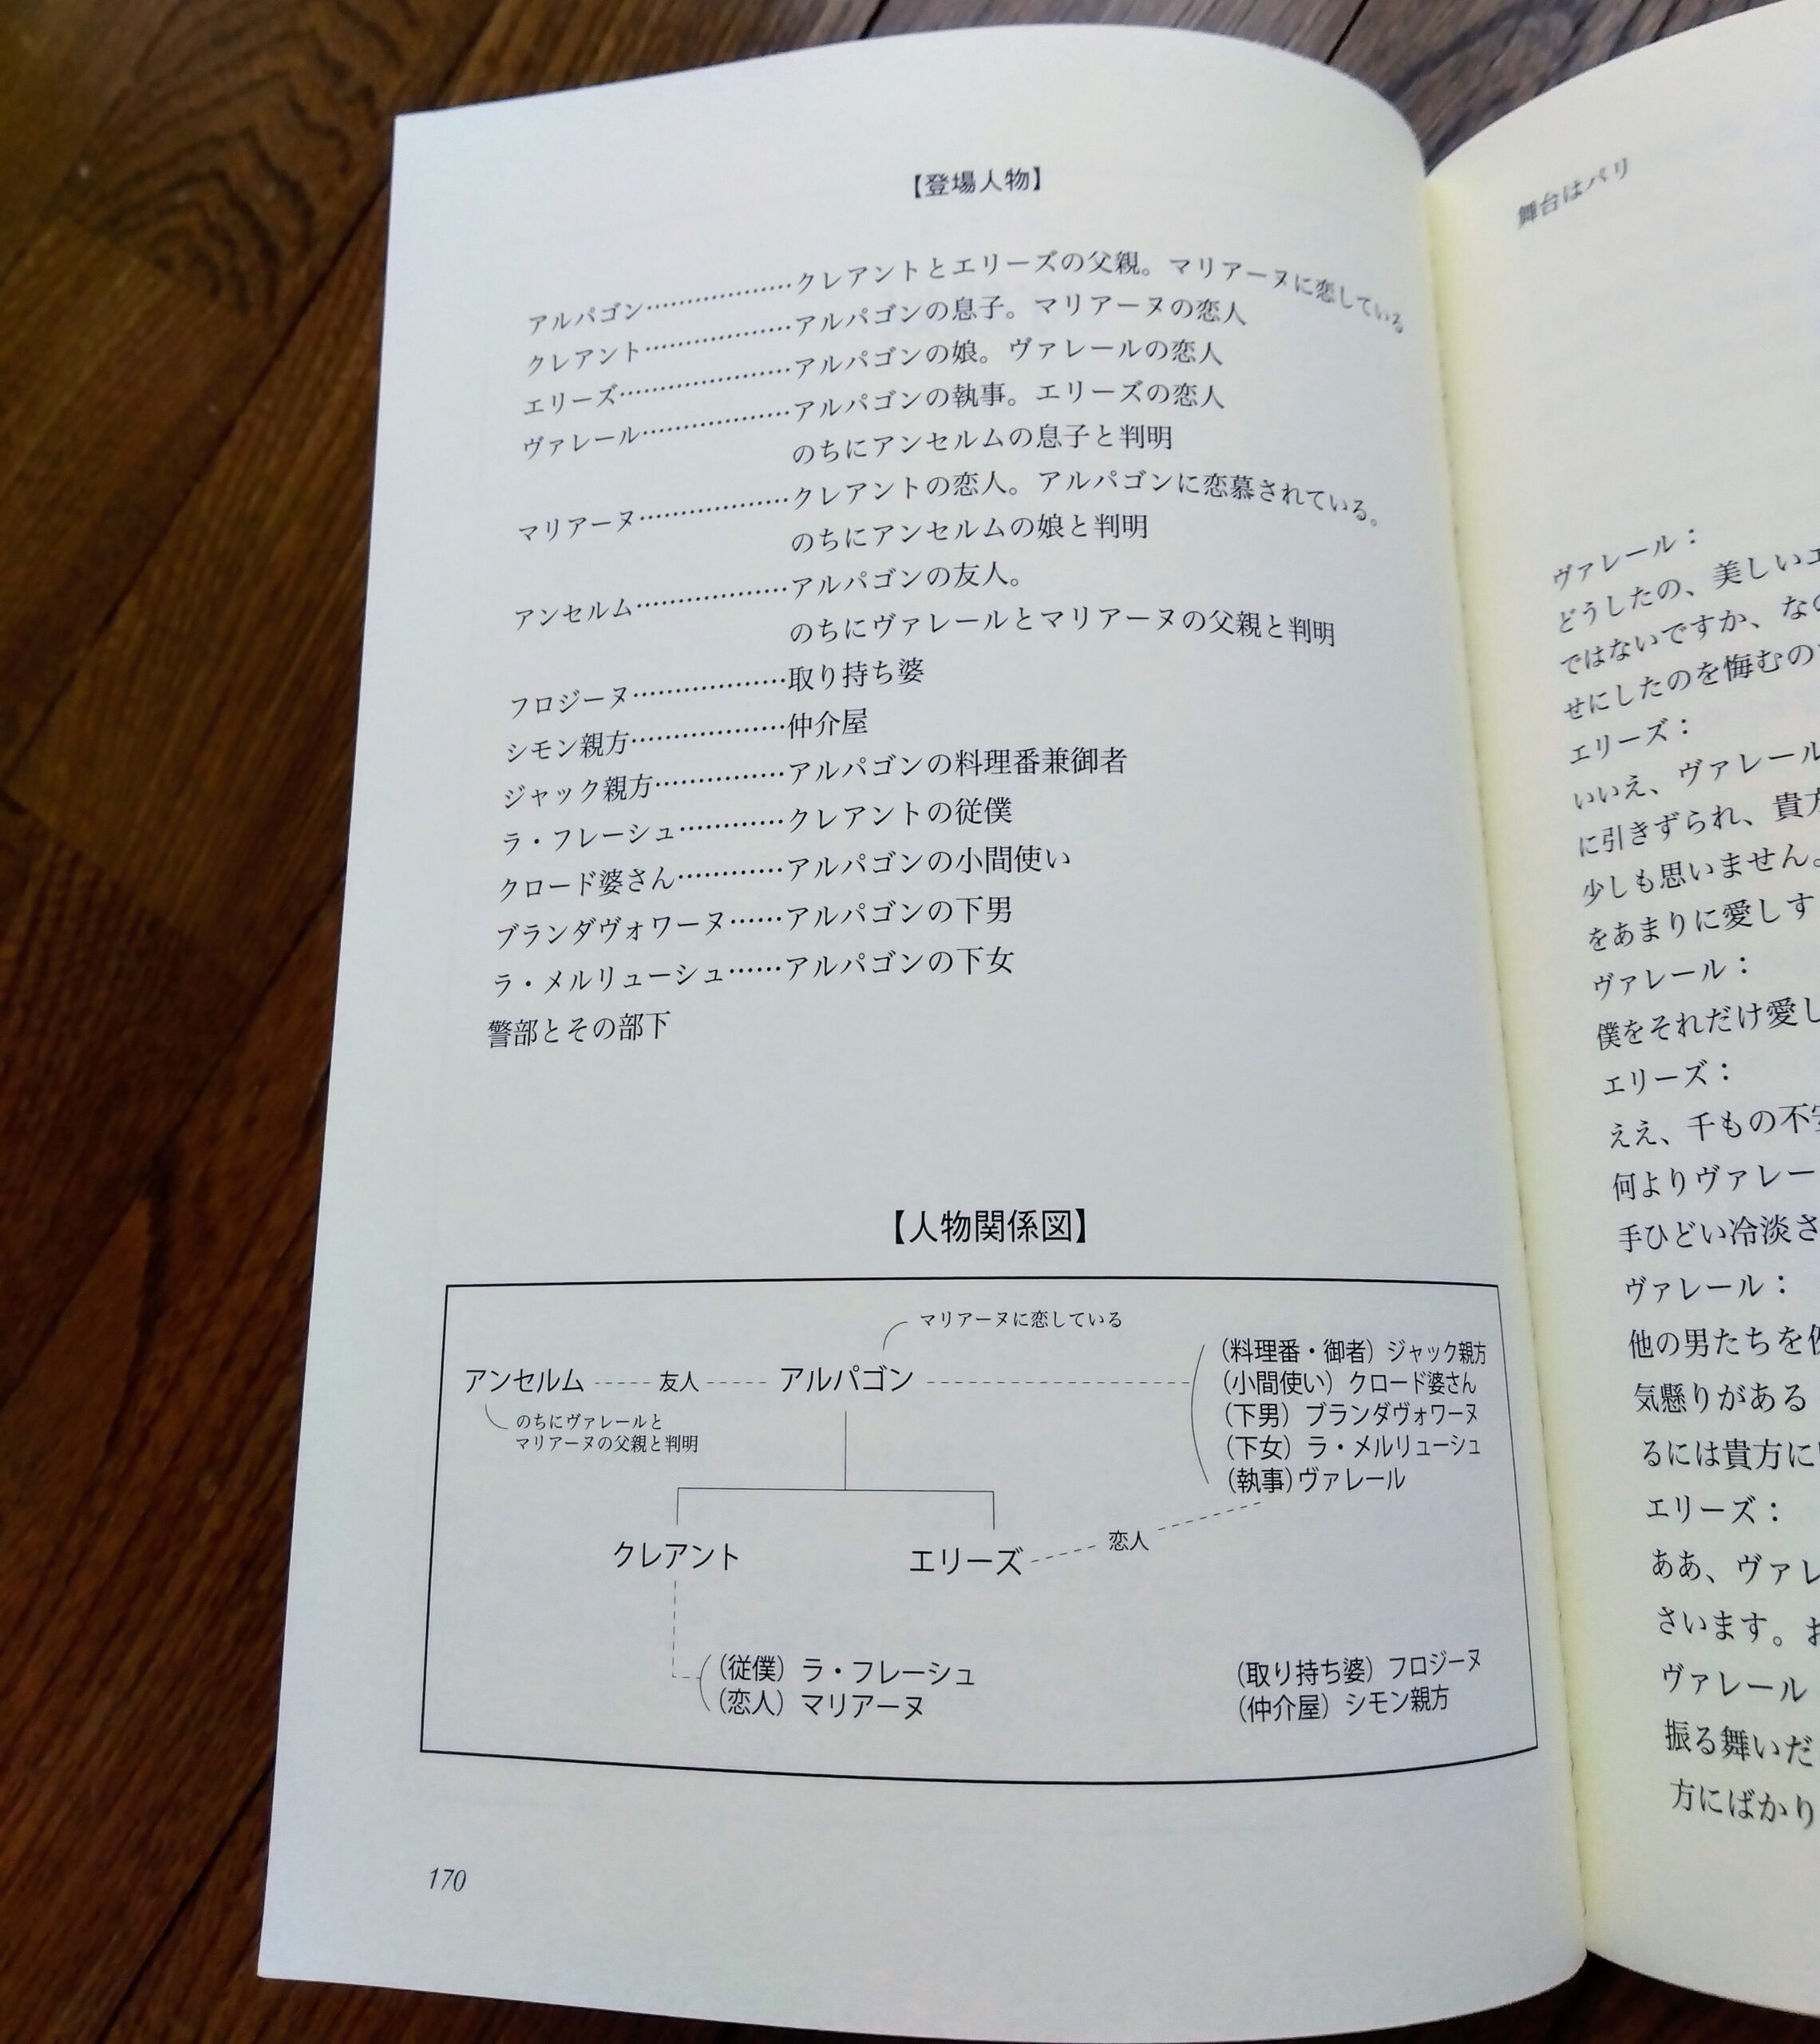 【登場人物】
アルパゴン………………クレアントとエリーズの父親。マリアーヌに恋している
クレアント………………アルパゴンの息子。マリアーヌの恋人
エリーズ…………………アルパゴンの娘。ヴァレールの恋人
ヴァレール………………アルパゴンの執事。エリーズの恋人
のちにアンセルムの息子と判明
マリアーヌ………………クレアントの恋人。アルパゴンに恋慕されている。
のちにアンセルムの娘と判明
アンセルム………………アルパゴンの友人。
のちにヴァレールとマリアーヌの父親と判明
フロジーヌ………………取り持ち婆
シモン親方………………仲介屋
ジャック親方……………アルパゴンの料理番兼御者
ラ・フレーシュ…………クレアントの従僕
クロード婆さん…………アルパゴンの小間使い
ブランダヴォワーヌ……アルパゴンの下男
ラ・メルリューシュ……アルパゴンの下女
警部とその部下
【人物関係図】
マリアーヌに恋している
アンセルム 友人 アルパゴン
のちにヴァレールと
マリアーヌの父親と判明
(料理番・御者) ジャック親方
(小間使い) クロード婆さん
(下男) ブランダヴォワーヌ
(下女) ラ・メルリューシュ
(執事)ヴァレール
クレアント エリーズ 恋人
(従僕) ラ・フレーシュ
(恋人) マリアーヌ
(取り持ち婆) フロジーヌ
(仲介屋) シモン親方
170
舞台はパリ
ヴァレール：
どうしたの、美しいエ
ではないですか、なの
せにしたのを悔むの
エリーズ：
いいえ、ヴァレール
に引きずられ、貴方
少しも思いません。
をあまりに愛しす
ヴァレール：
僕をそれだけ愛し
エリーズ：
ええ、千もの不安
何よりヴァレー
手ひどい冷淡さ
ヴァレール：
他の男たちを
気懸りがある
るには貴方に
エリーズ：
ああ、ヴァレ
さいます。お
ヴァレール
振る舞いだ
方にばかり